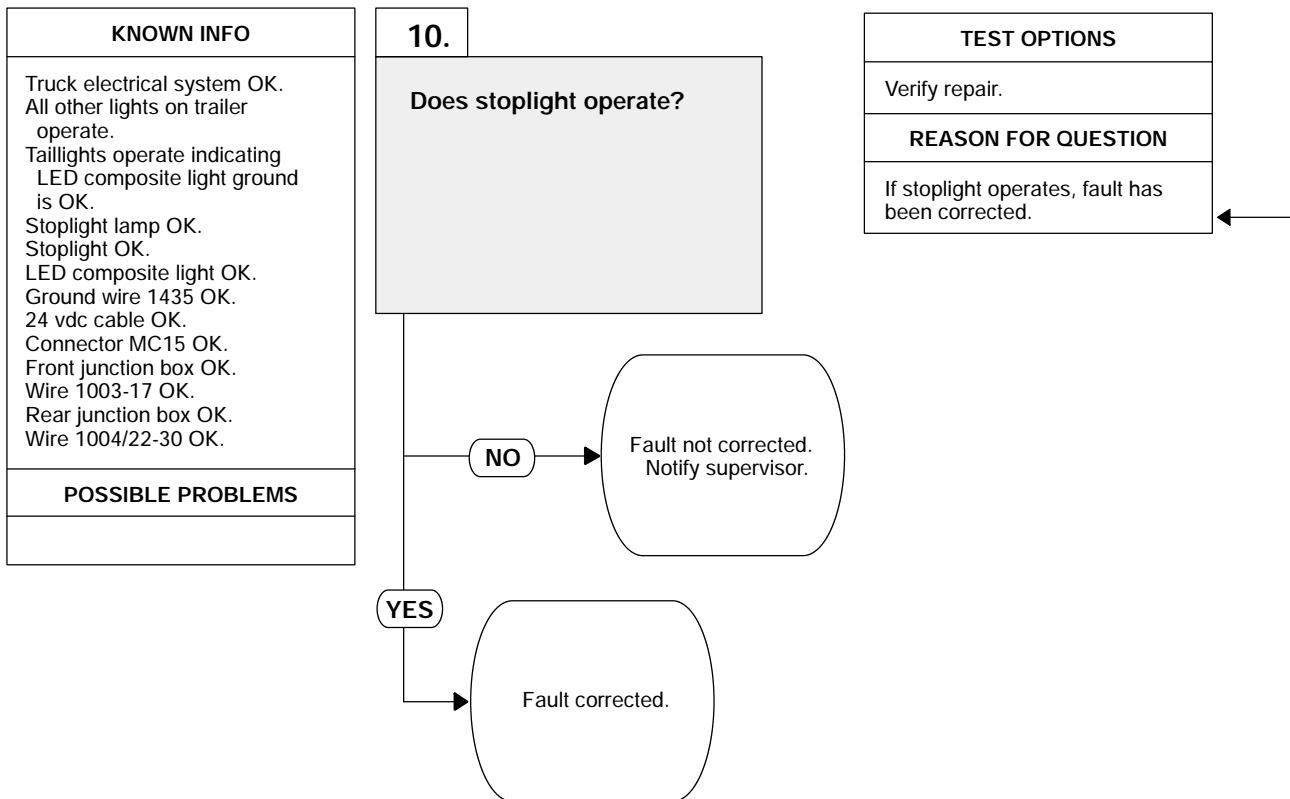 KNOWN INFO
Truck electrical system OK.
All other lights on trailer
operate.
Taillights operate indicating
LED composite light ground
is OK.
Stoplight lamp OK.
Stoplight OK.
LED composite light OK.
Ground wire 1435 OK.
24 vdc cable OK.
Connector MC15 OK.
Front junction box OK.
Wire 1003-17 OK.
Rear junction box OK.
Wire 1004/22-30 OK.
POSSIBLE PROBLEMS
10.
Does stoplight operate?
TEST OPTIONS
Verify repair.
REASON FOR QUESTION
If stoplight operates, fault has
been corrected.
NO
Fault not corrected.
Notify supervisor.
YES
Fault corrected.